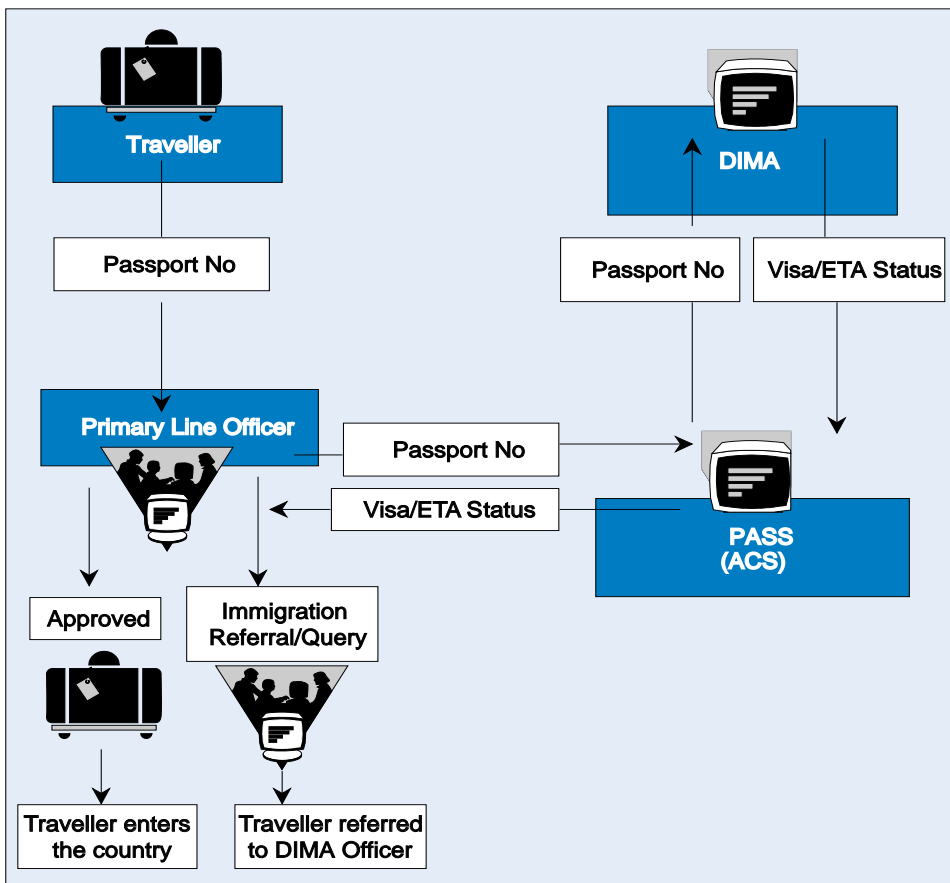 Traveller
DIMA
Passport No
Passport No
Visa/ETA Status
Primary Line Officer
Passport No
Visa/ETA Status
PASS
(ACS)
Approved
Immigration
Referral/Query
Traveller enters
the country
Traveller referred
to DIMA Officer